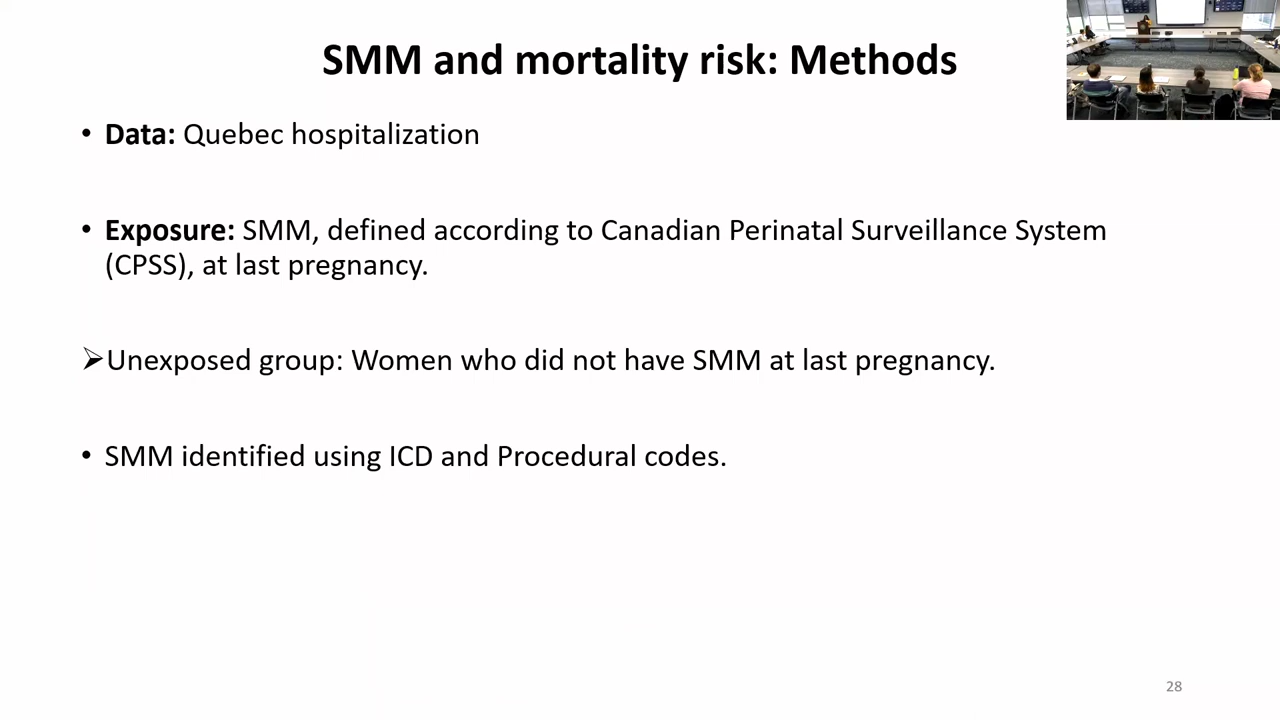 SMM and mortality risk: Methods
• Data: Quebec hospitalization
• Exposure: SMM, defined according to Canadian Perinatal Surveillance System
(CPSS), at last pregnancy.
➢Unexposed group: Women who did not have SMM at last pregnancy.
• SMM identified using ICD and Procedural codes.
28